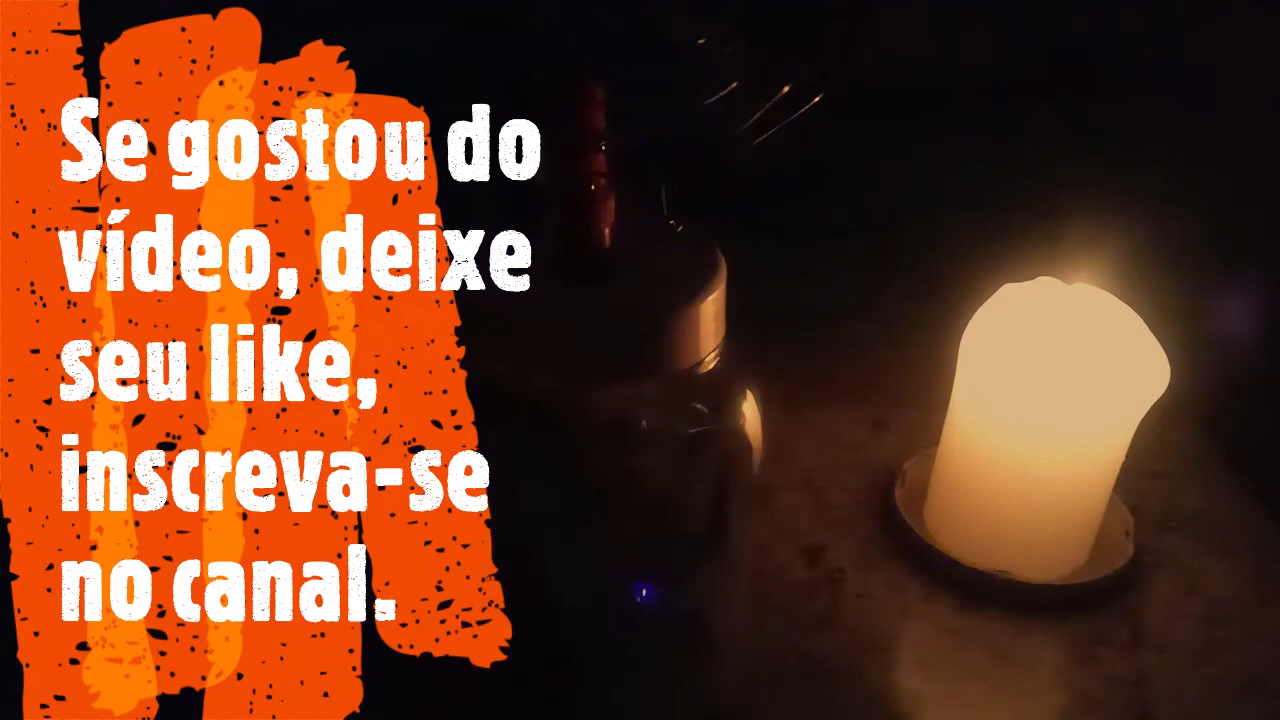 Se gostou do
vídeo, deixe
seu like,
inscreva-se
no canal.